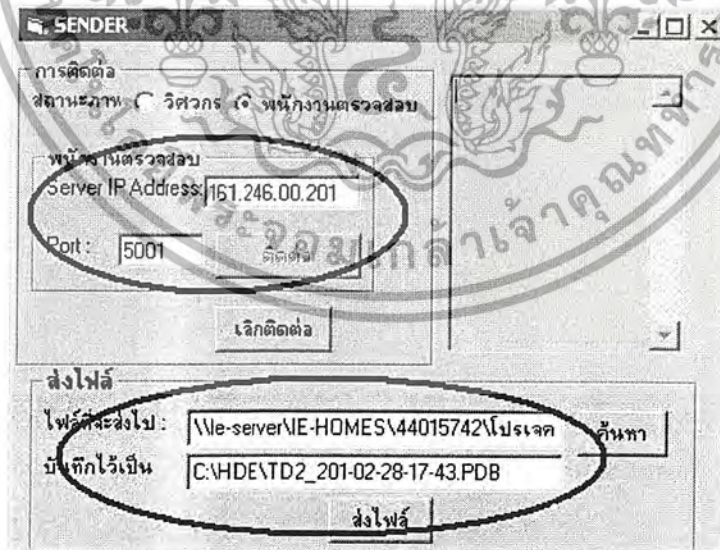 SENDER
การติดต่อ
สถานะภาพ วิศวกร พนักงานตรวจสอบ
พนักงานตรวจสอบ
Server IP Address: 161.246.00.201
Port : 5001 ติดต่อ
เลิกติดต่อ
ส่งไฟล์
ไฟล์ที่จะส่งไป : \\Ie-server\IE-HOMES\44015742\โปรเจค ค้นหา
บันทึกไว้เป็น C:\HDE\TD2_201-02-28-17-43.PDB
ส่งไฟล์